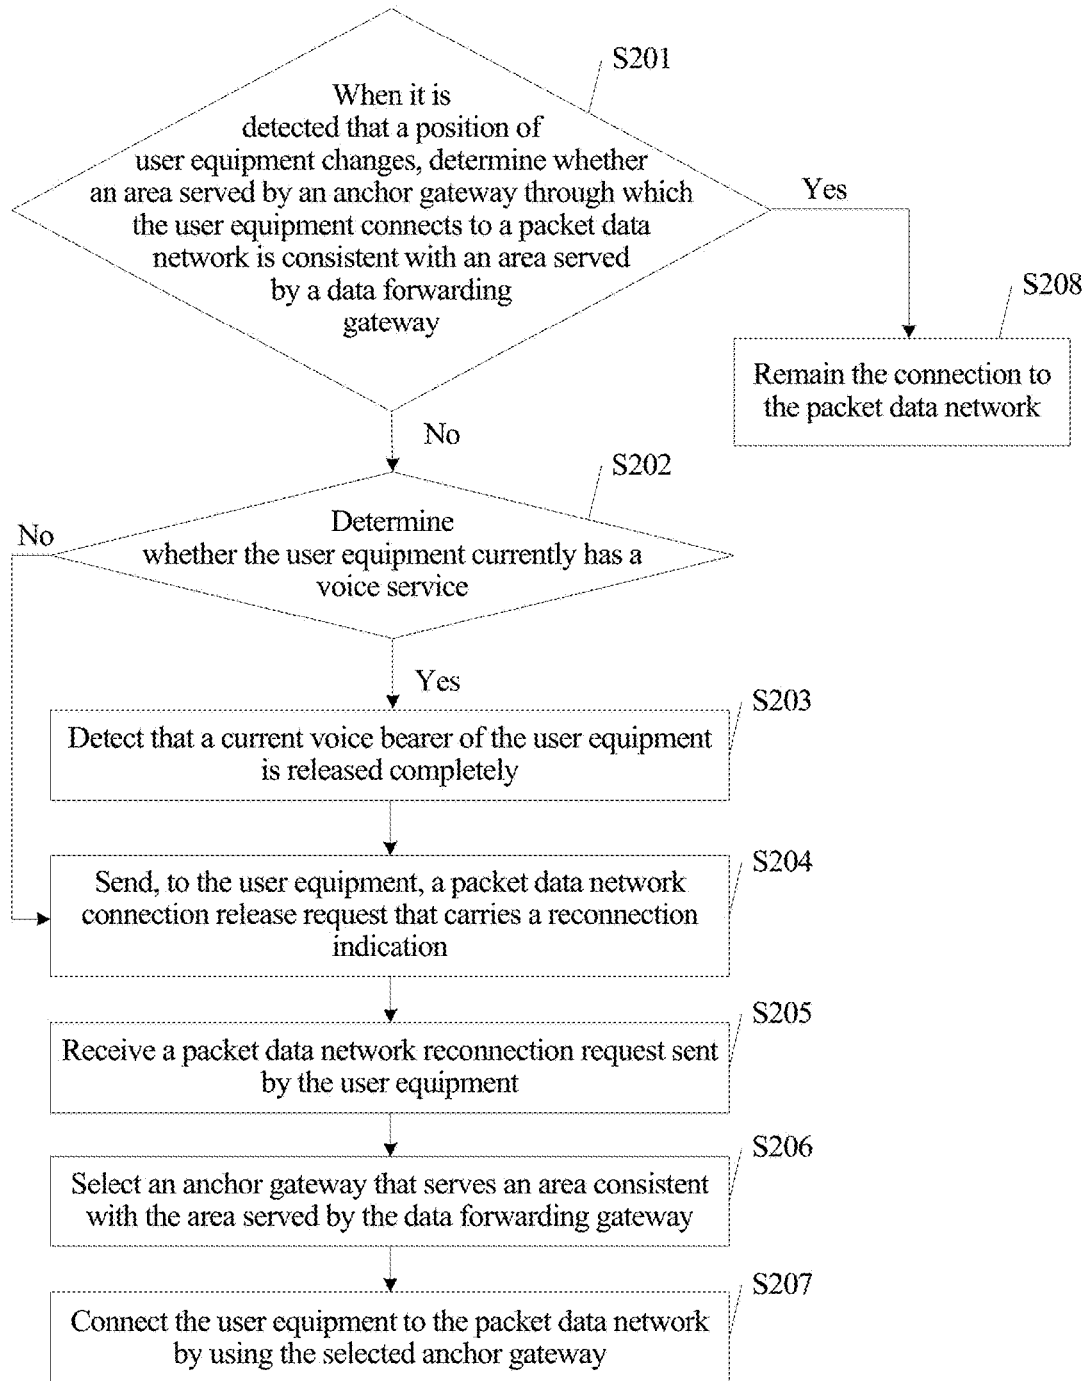 S201
When it is
detected that a position of
user equipment changes, determine whether
an area served by an anchor gateway through which
the user equipment connects to a packet data
network is consistent with an area served
by a data forwarding
gateway
Yes
S208
Remain the connection to
the packet data network
No
S202
Determine
whether the user equipment currently has a
voice service
No
Yes
S203
Detect that a current voice bearer of the user equipment
is released completely
S204
Send, to the user equipment, a packet data network
connection release request that carries a reconnection
indication
S205
Receive a packet data network reconnection request sent
by the user equipment
S206
Select an anchor gateway that serves an area consistent
with the area served by the data forwarding gateway
S207
Connect the user equipment to the packet data network
by using the selected anchor gateway